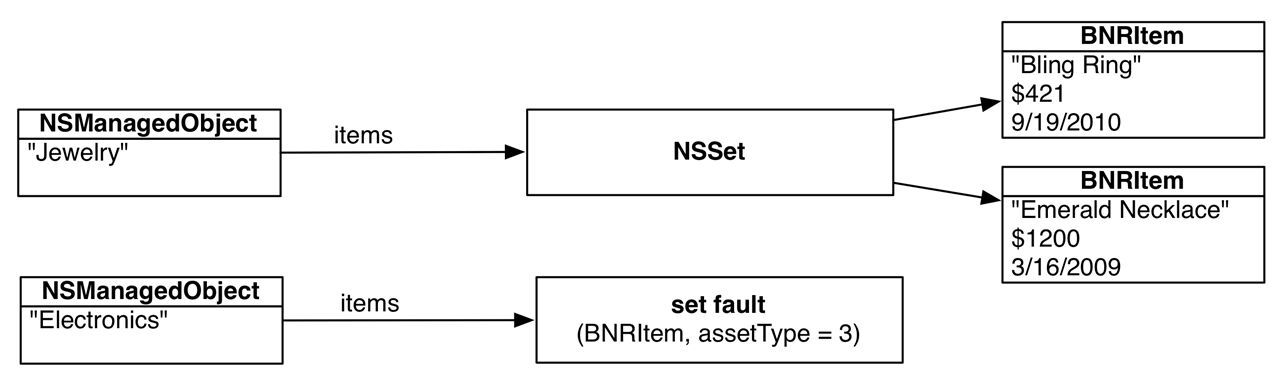 NSManagedObject
"Jewelry"
items
NSSet
BNRItem
"Bling Ring"
$421
9/19/2010
BNRItem
"Emerald Necklace"
$1200
3/16/2009
NSManagedObject
"Electronics"
items
set fault
(BNRItem, assetType = 3)